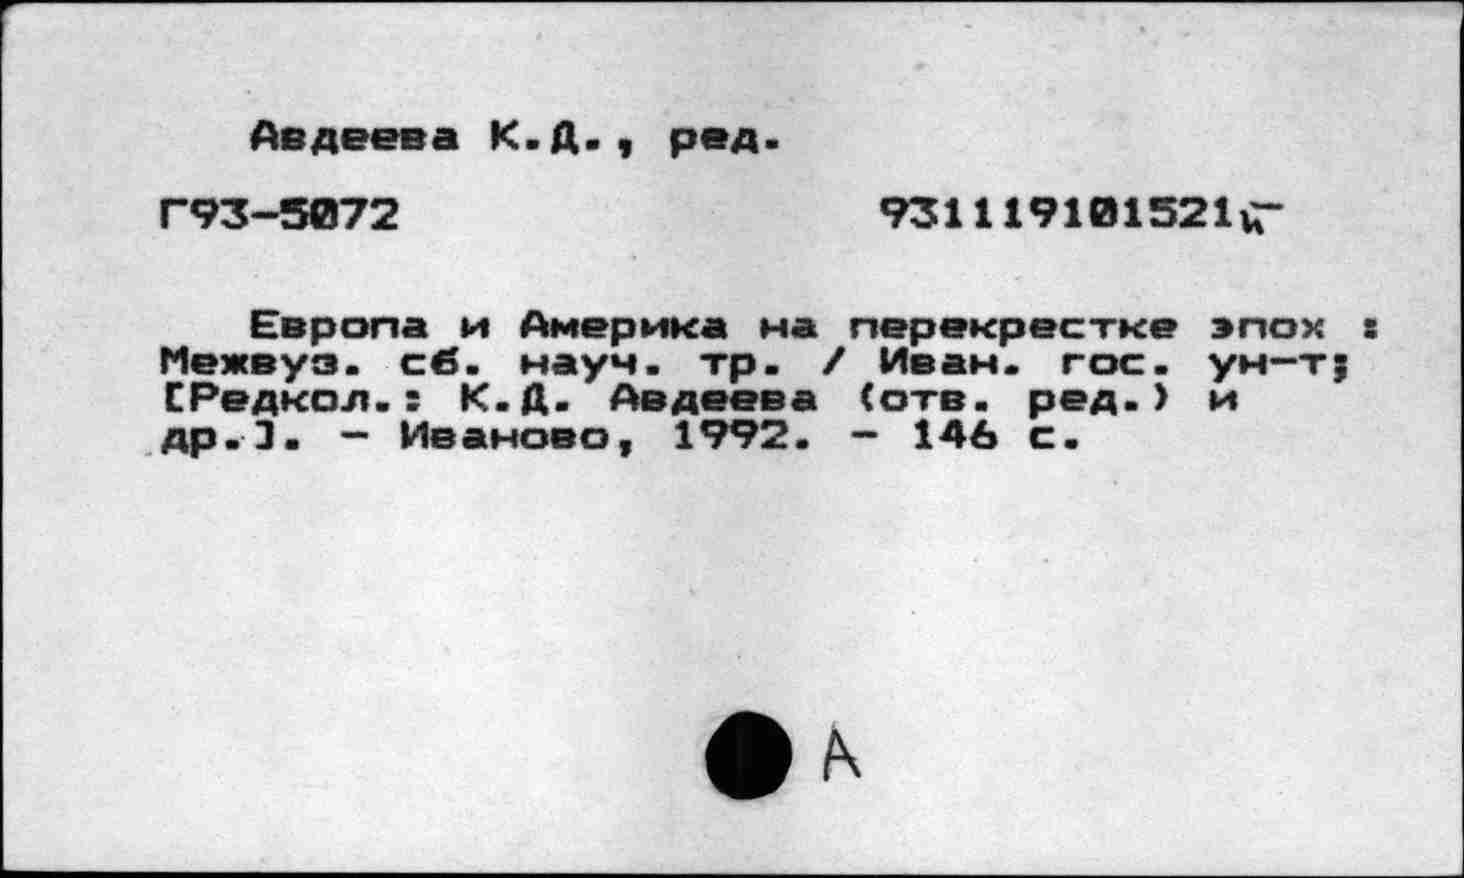 Авдеева К.Д., ред.
Г93-5072 931119101521
Европа и Америка на перекрестке эпох :
Межвуз. сб. науч. тр. / Иван. гос. ун-т;
[Редкол.: К.Д. Авдеева (отв. ред.) и
др.]. - Иваново, 1992. - 146 с.
А